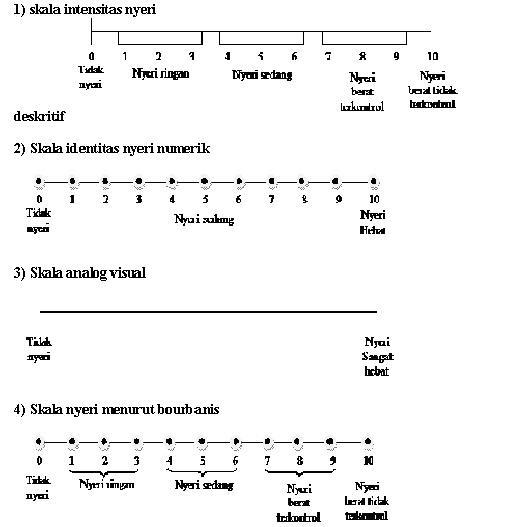 1) skala intensitas nyeri
0 1 2 3 4 5 6 7 8 9 10
Tidak
nyeri
Nyeri ringan
Nyeri sedang
Nyeri
berat
terkontrol
Nyeri
berat tidak
terkontrol
deskritif
2) Skala identitas nyeri numerik
0 1 2 3 4 5 6 7 8 9 10
Tidak
nyeri
Nyeri sedang
Nyeri
Hebat
3) Skala analog visual
Tidak
nyeri
Nyeri
Sangat
hebat
4) Skala nyeri menurut bourbanis
0 1 2 3 4 5 6 7 8 9 10
Tidak
nyeri
Nyeri ringan
Nyeri sedang
Nyeri
berat
terkontrol
Nyeri
berat tidak
terkontrol